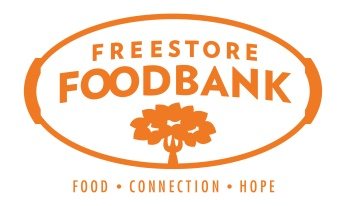 FREESTORE
FOODBANK
FOOD • CONNECTION • HOPE